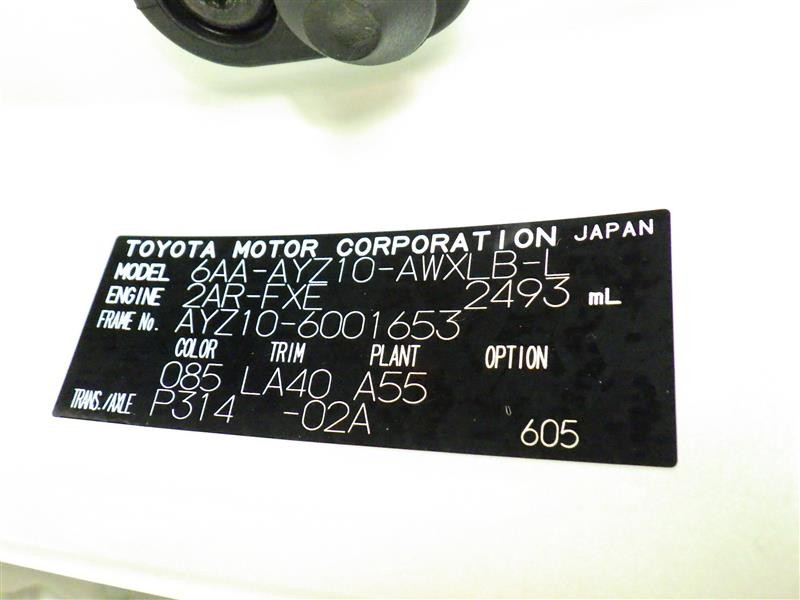 TOYOTA MOTOR CORPORATION JAPAN
MODEL 6AA-AYZ10-AWXLB-L
ENGINE 2AR-FXE 2493 mL
FRAME No. AYZ10-6001653
COLOR TRIM PLANT OPTION
085 LA40 A55
TRANS./AXLE P314 -02A
605